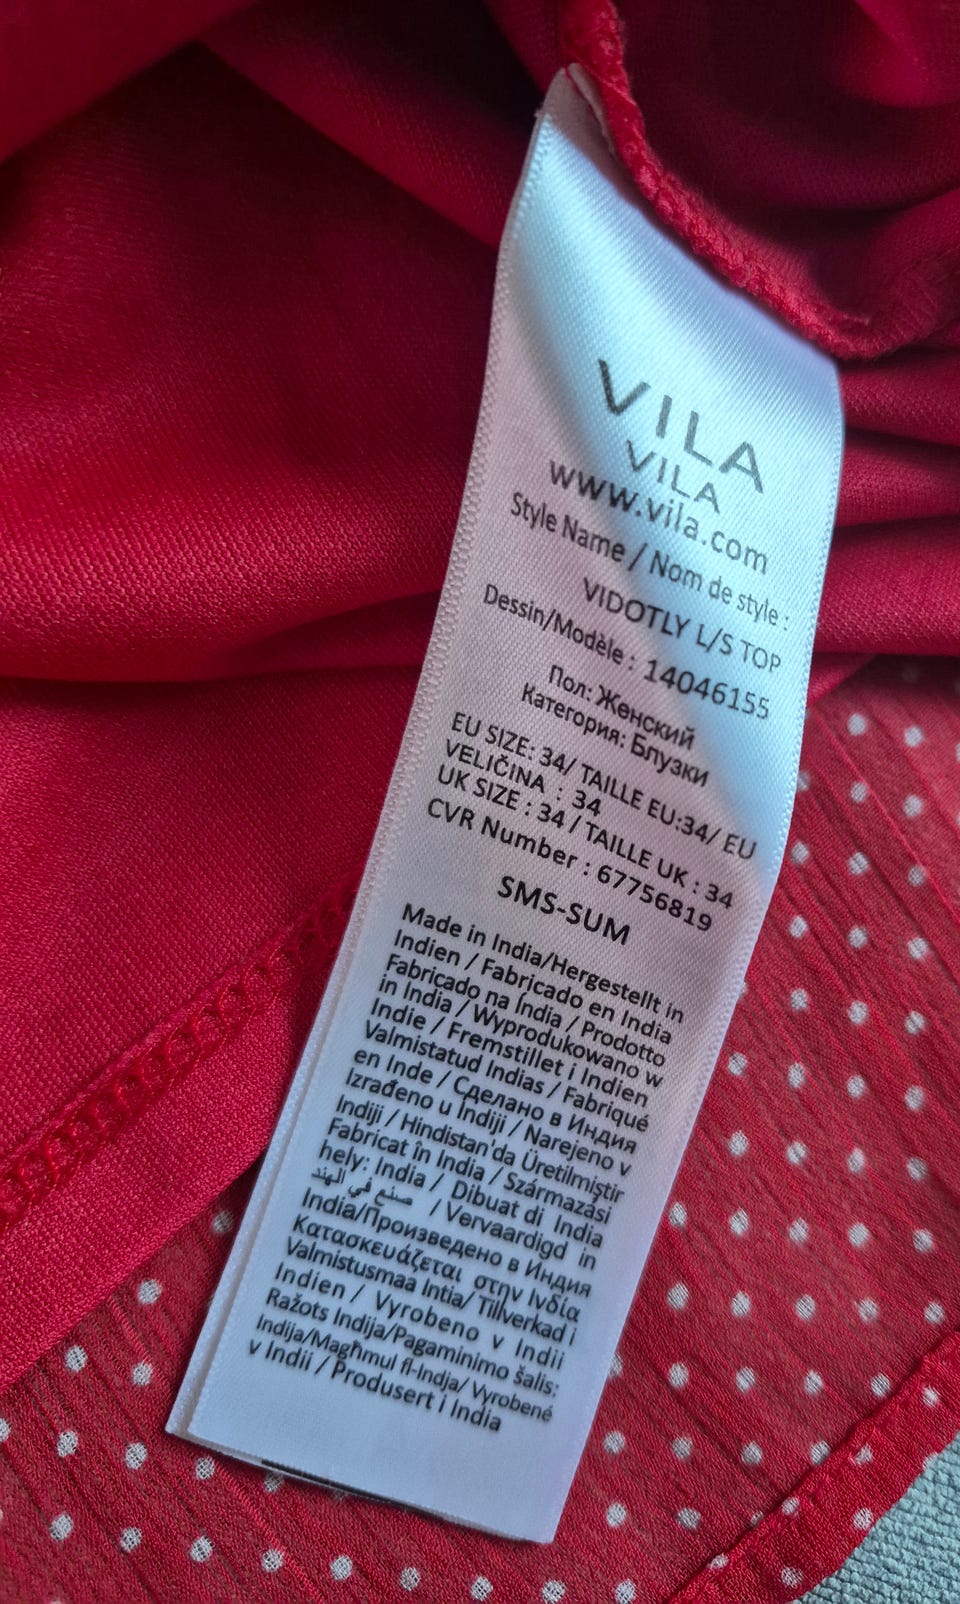 VILA
VILA
www.vila.com
Style Name / Nom de style :
VIDOTLY L/S TOP
Dessin/Modèle : 14046155
Пол: Женский
Категория: Блузки
EU SIZE: 34/ TAILLE EU:34/ EU
VELIČINA : 34
UK SIZE : 34 / TAILLE UK : 34
CVR Number : 67756819
SMS-SUM
Made in India/Hergestellt in
Indien / Fabricado en India
Fabricado na Índia / Prodotto
in India / Wyprodukowano w
Indie / Fremstillet i Indien
Valmistatud Indias / Fabriqué
en Inde / Сделано в Индия
Izrađeno u Indiji / Narejeno v
Indiji / Hindistan'da Üretilmiştir
Fabricat în India / Származási
hely: India / Dibuat di India
صنع في الهند / Vervaardigd in
India/Произведено в Индия
Κατασκευάζεται στην Ινδία
Valmistusmaa Intia/ Tillverkad i
Indien / Vyrobeno v Indii
Ražots Indija/Pagaminimo šalis:
Indija/Magħmul fl-Indja/ Vyrobené
v Indii / Produsert i India